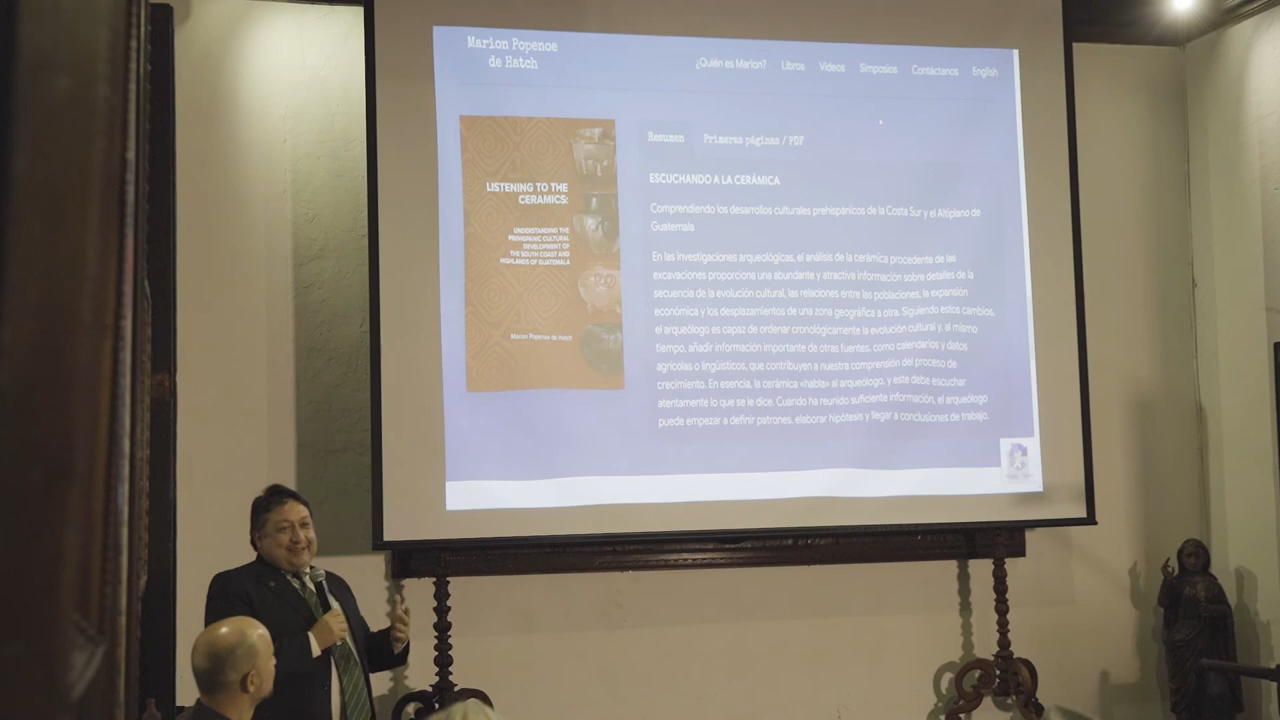 Marion Popenoe
de Hatch
¿Quién es Marion? Libros Videos Simposios Contáctanos English
LISTENING TO THE
CERAMICS:
UNDERSTANDING THE
PREHISPANIC CULTURAL
DEVELOPMENT OF
THE SOUTH COAST AND
HIGHLANDS OF GUATEMALA
Marion Popenoe de Hatch
Resumen Primeras páginas / PDF
ESCUCHANDO A LA CERÁMICA
Comprendiendo los desarrollos culturales prehispánicos de la Costa Sur y el Altiplano de
Guatemala
En las investigaciones arqueológicas, el análisis de la cerámica procedente de las
excavaciones proporciona una abundante y atractiva información sobre detalles de la
secuencia de la evolución cultural, las relaciones entre las poblaciones, la expansión
económica y los desplazamientos de una zona geográfica a otra. Siguiendo estos cambios,
el arqueólogo es capaz de ordenar cronológicamente la evolución cultural y, al mismo
tiempo, añadir información importante de otras fuentes, como calendarios y datos
agrícolas o lingüísticos, que contribuyen a nuestra comprensión del proceso de
crecimiento. En esencia, la cerámica «habla» al arqueólogo, y este debe escuchar
atentamente lo que se le dice. Cuando ha reunido suficiente información, el arqueólogo
puede empezar a definir patrones, elaborar hipótesis y llegar a conclusiones de trabajo.